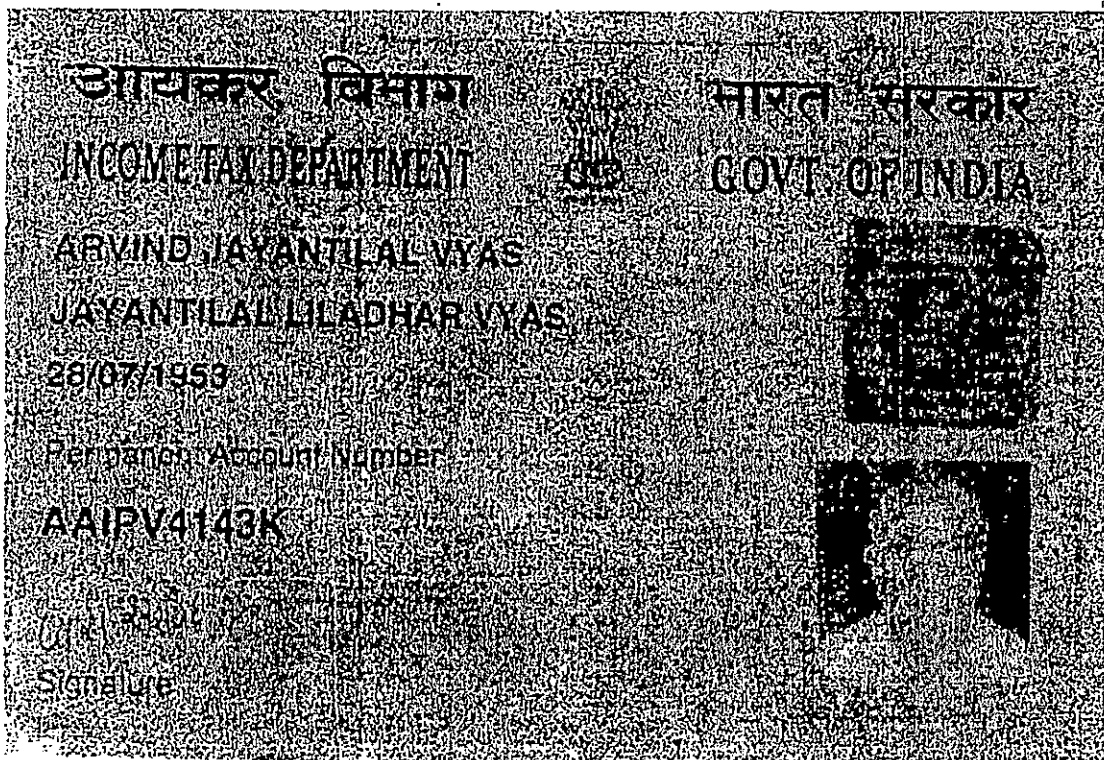 आयकर विभाग
भारत सरकार
INCOME TAX DEPARTMENT
GOVT. OF INDIA
ARVIND JAYANTILAL VYAS
JAYANTILAL LILADHAR VYAS
28/07/1953
Permanent Account Number
AAIPV4143K
Signature